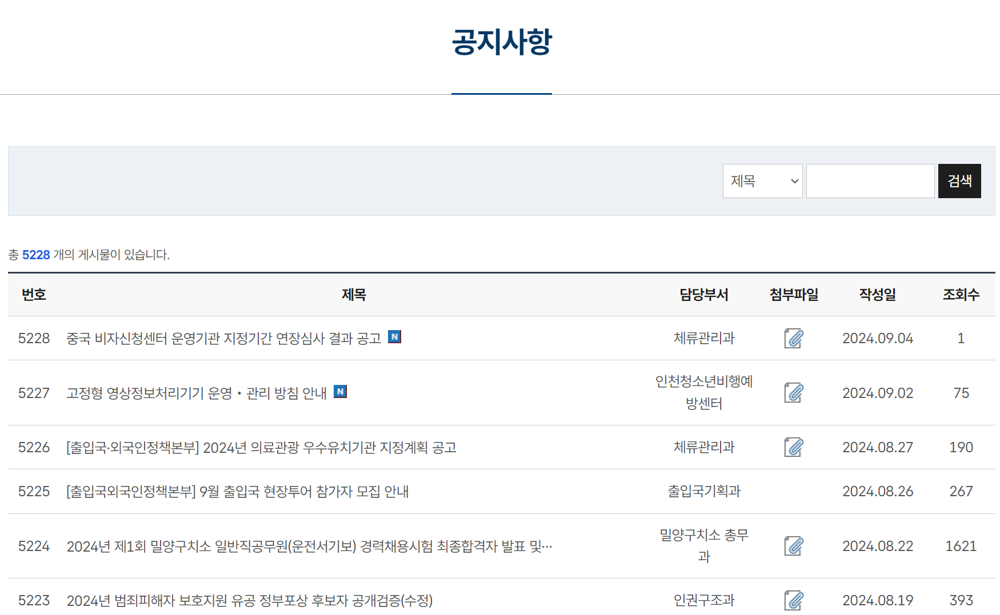 공지사항
제목 검색
총 5228 개의 게시물이 있습니다.
번호 제목 담당부서 첨부파일 작성일 조회수
5228 중국 비자신청센터 운영기관 지정기간 연장심사 결과 공고 N 체류관리과 2024.09.04 1
5227 고정형 영상정보처리기기 운영・관리 방침 안내 N 인천청소년비행예
방센터 2024.09.02 75
5226 [출입국·외국인정책본부] 2024년 의료관광 우수유치기관 지정계획 공고 체류관리과 2024.08.27 190
5225 [출입국외국인정책본부] 9월 출입국 현장투어 참가자 모집 안내 출입국기획과 2024.08.26 267
5224 2024년 제1회 밀양구치소 일반직공무원(운전서기보) 경력채용시험 최종합격자 발표 및… 밀양구치소 총무
과 2024.08.22 1621
5223 2024년 범죄피해자 보호지원 유공 정부포상 후보자 공개검증(수정) 인권구조과 2024.08.19 393